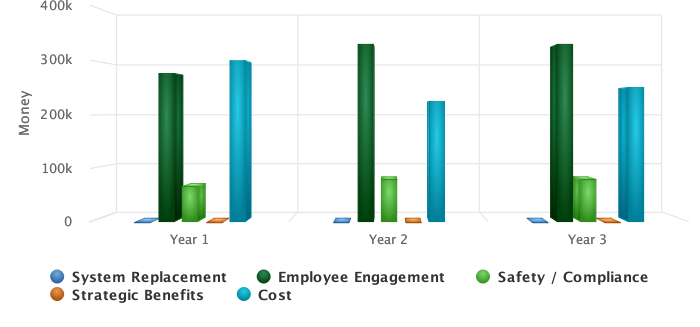 400k
300k
200k
100k
0
Money
Year 1 Year 2 Year 3
System Replacement Employee Engagement Safety / Compliance
Strategic Benefits Cost